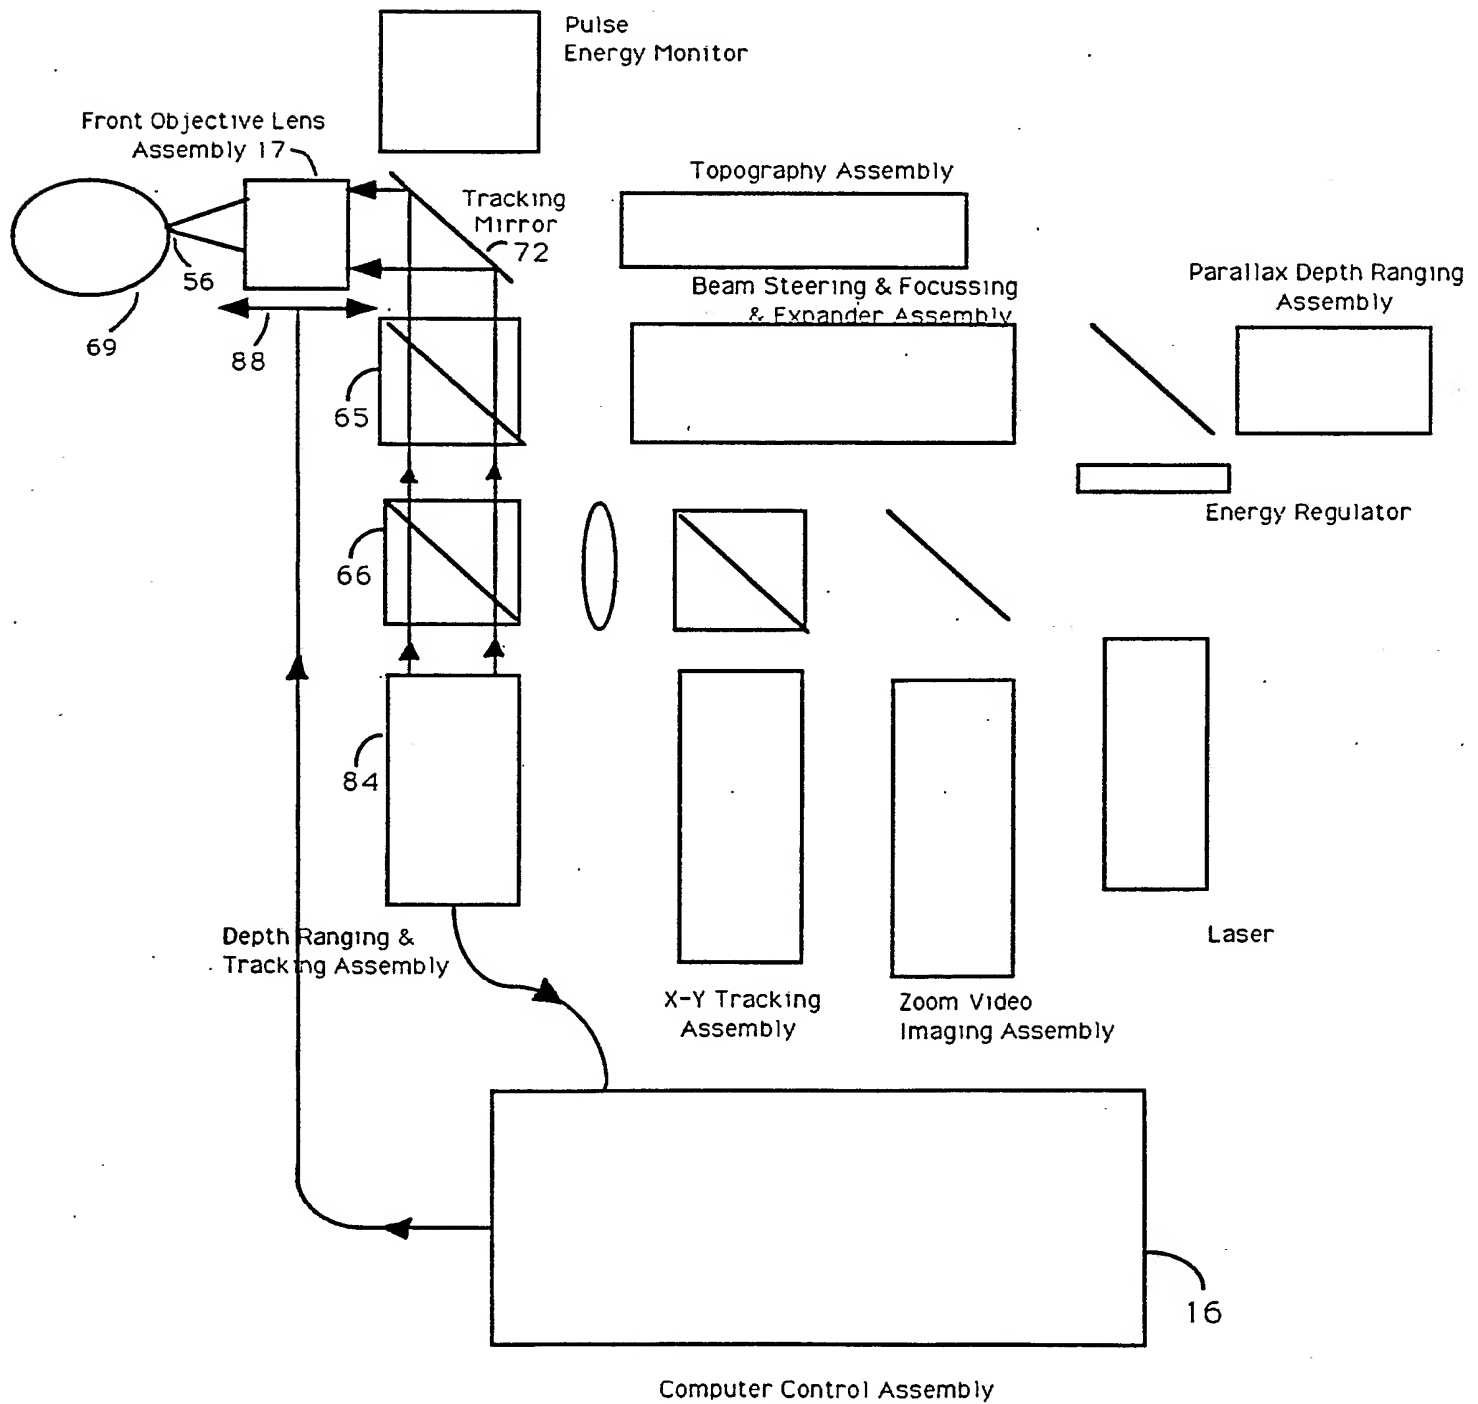 Pulse
Energy Monitor
Front Objective Lens
Assembly 17
Topography Assembly
Tracking
Mirror
72
56
Beam Steering & Focussing
& Expander Assembly
Parallax Depth Ranging
Assembly
69
88
65
Energy Regulator
66
84
Depth Ranging &
Tracking Assembly
Laser
X-Y Tracking
Assembly
Zoom Video
Imaging Assembly
16
Computer Control Assembly